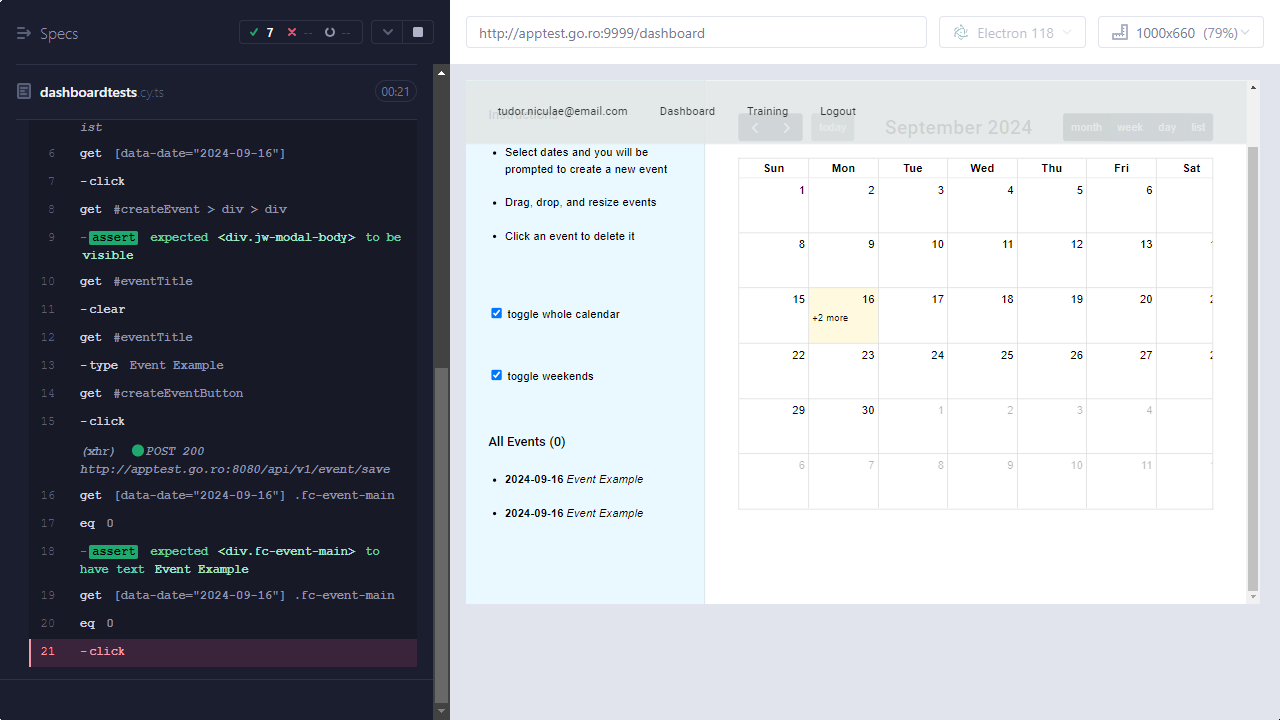 Specs
7
--
--
dashboardtests cy.ts
00:21
ist
6 get [data-date="2024-09-16"]
7 -click
8 get #createEvent > div > div
9 -assert expected <div.jw-modal-body> to be
visible
10 get #eventTitle
11 -clear
12 get #eventTitle
13 -type Event Example
14 get #createEventButton
15 -click
(xhr) POST 200
http://apptest.go.ro:8080/api/v1/event/save
16 get [data-date="2024-09-16"] .fc-event-main
17 eq 0
18 -assert expected <div.fc-event-main> to
have text Event Example
19 get [data-date="2024-09-16"] .fc-event-main
20 eq 0
21 -click
http://apptest.go.ro:9999/dashboard
Electron 118
1000x660 (79%)
tudor.niculae@email.com Dashboard Training Logout
Instructions
Select dates and you will be
prompted to create a new event
Drag, drop, and resize events
Click an event to delete it
toggle whole calendar
toggle weekends
All Events (0)
2024-09-16 Event Example
2024-09-16 Event Example
today
September 2024
month week day list
Sun Mon Tue Wed Thu Fri Sat
1 2 3 4 5 6
8 9 10 11 12 13
15 16 17 18 19 20
+2 more
22 23 24 25 26 27
29 30 1 2 3 4
6 7 8 9 10 11